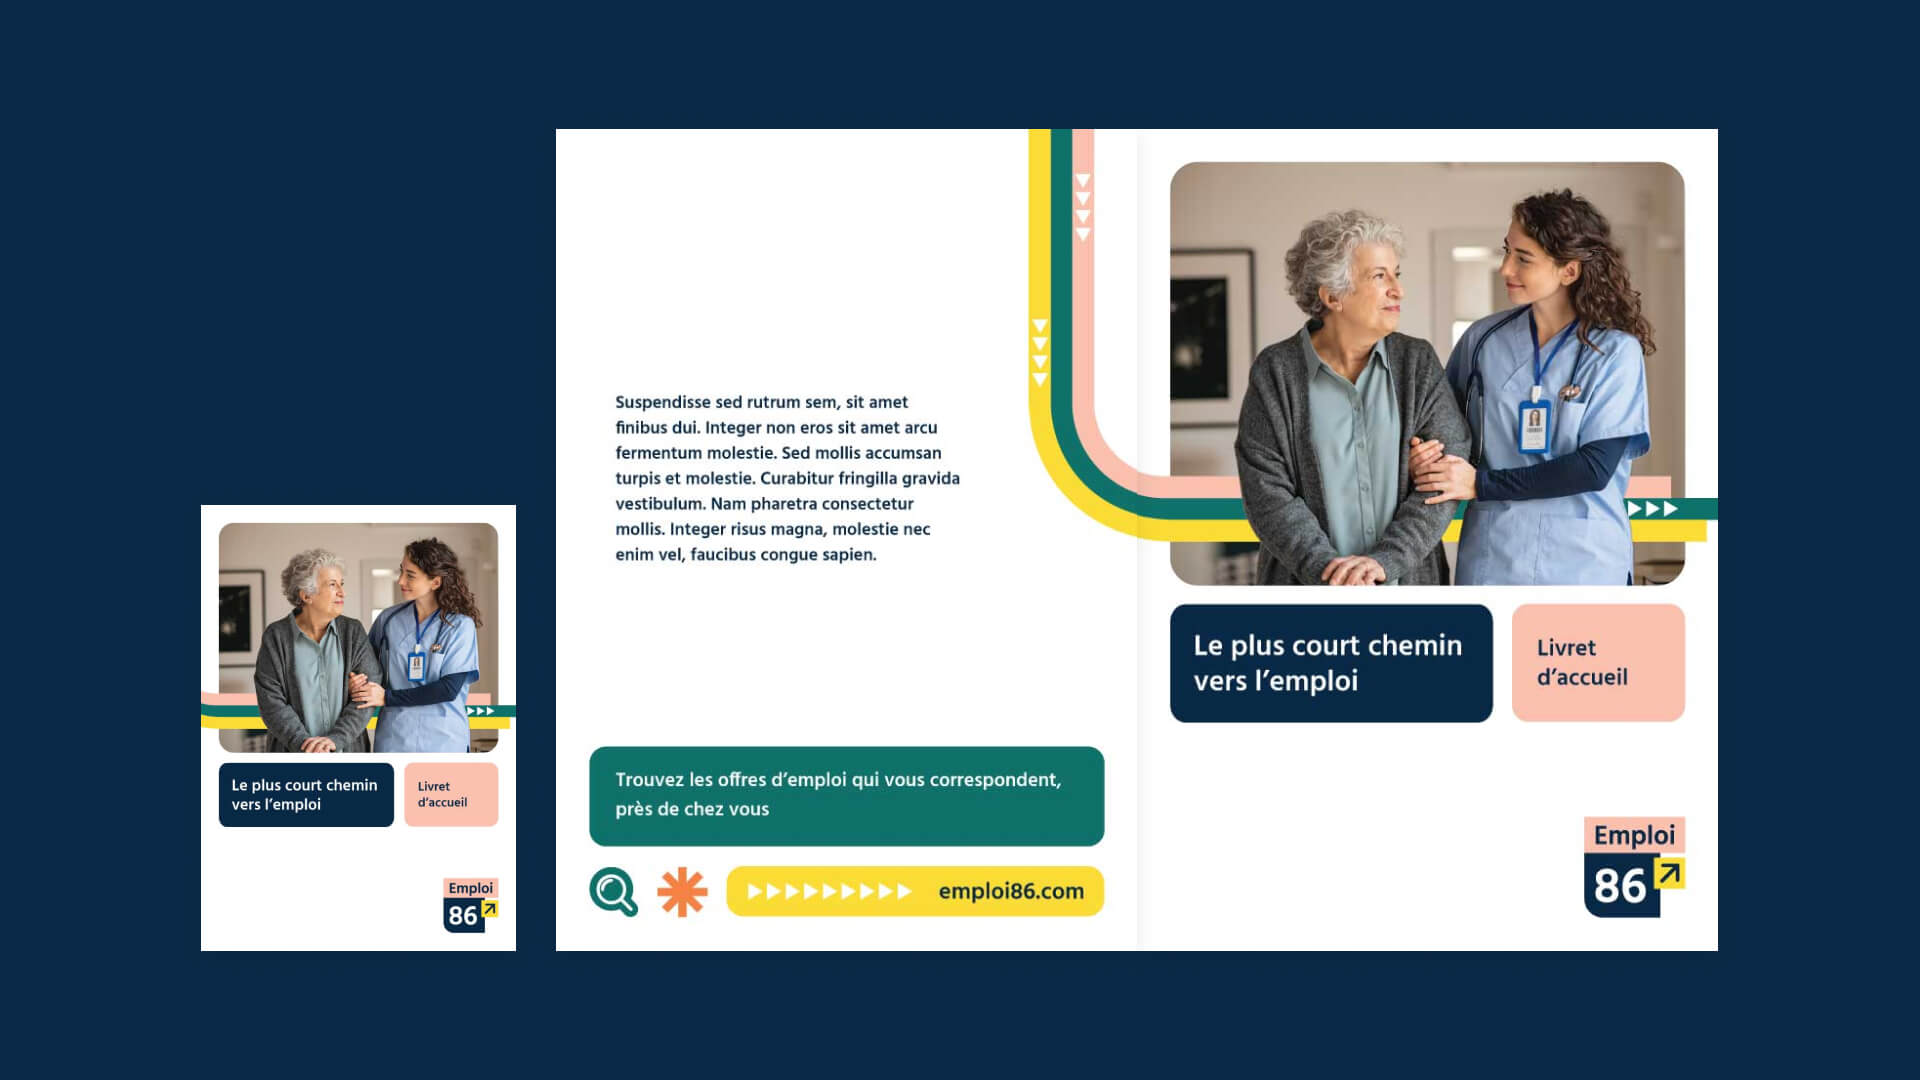 Le plus court chemin
vers l’emploi
Livret
d’accueil
Emploi
86
Suspendisse sed rutrum sem, sit amet
finibus dui. Integer non eros sit amet arcu
fermentum molestie. Sed mollis accumsan
turpis et molestie. Curabitur fringilla gravida
vestibulum. Nam pharetra consectetur
mollis. Integer risus magna, molestie nec
enim vel, faucibus congue sapien.
Trouvez les offres d’emploi qui vous correspondent,
près de chez vous
emploi86.com
Le plus court chemin
vers l’emploi
Livret
d’accueil
Emploi
86